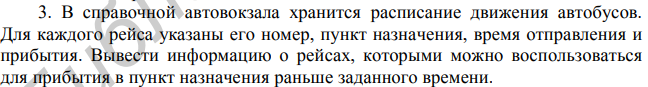 3. В справочной автовокзала хранится расписание движения автобусов.
Для каждого рейса указаны его номер, пункт назначения, время отправления и
прибытия. Вывести информацию о рейсах, которыми можно воспользоваться
для прибытия в пункт назначения раньше заданного времени.